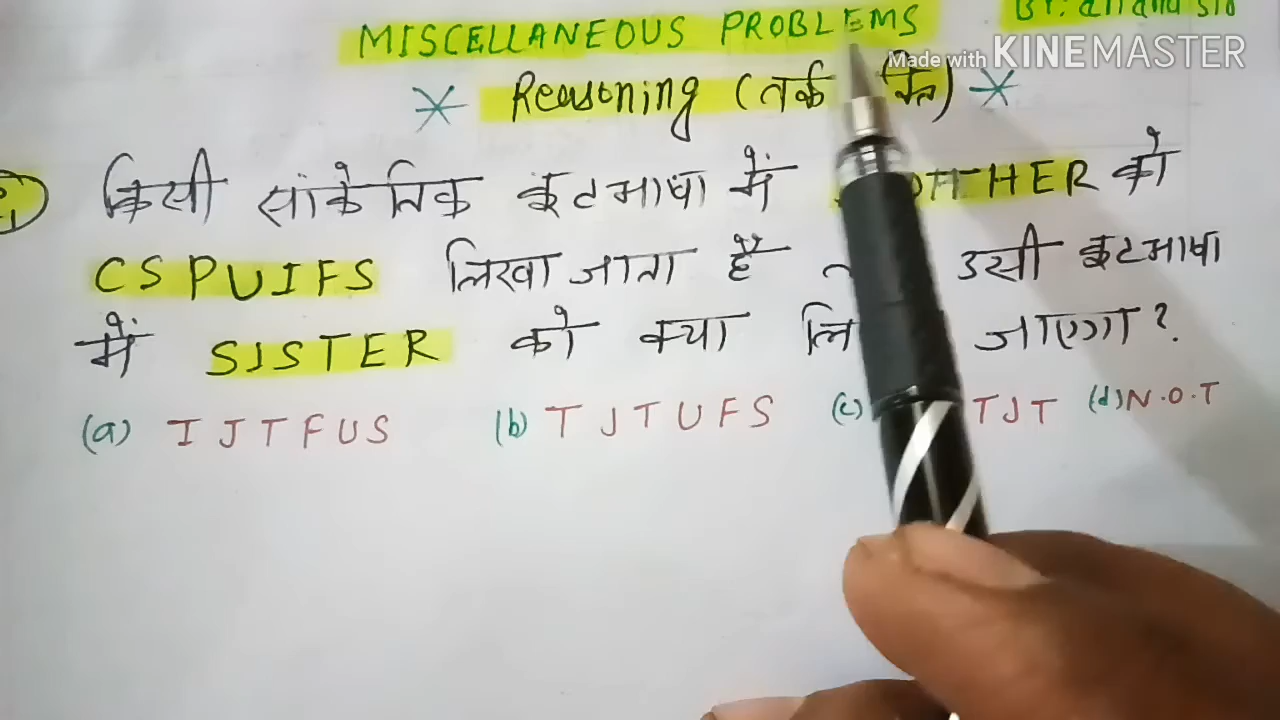 MISCELLANEOUS PROBLEMS
Made with KINEMASTER
Reasoning (तर्क
किसी सांकेतिक कूटभाषा में को
CSPUIFS लिखा जाता है उसी कूटभाषा
में SISTER को क्या जाएगा?
(a) IJTFUS (b) TJTUFS (c) TJT (d) N.O.T